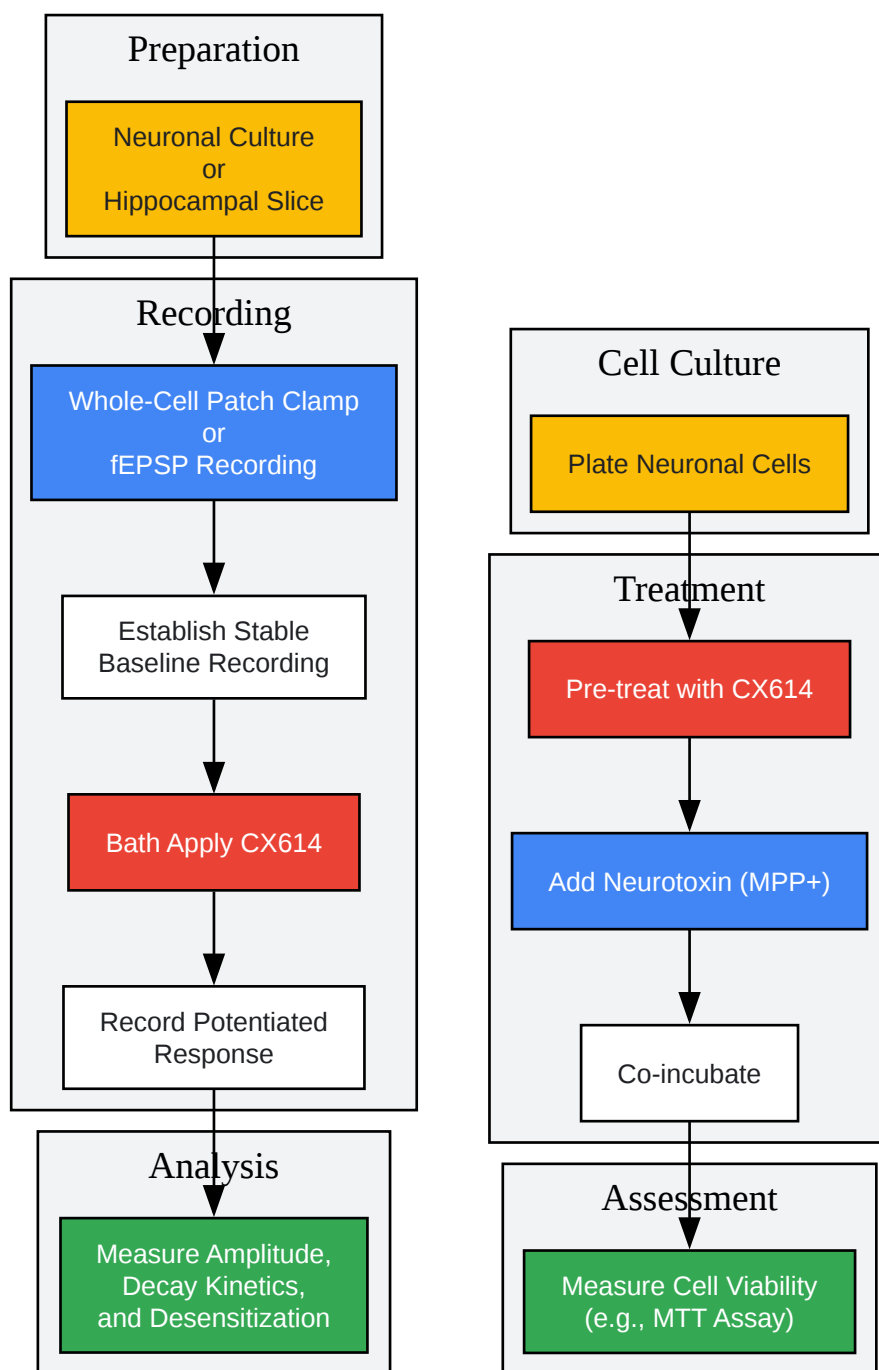 Preparation
Neuronal Culture
or
Hippocampal Slice
Recording
Whole-Cell Patch Clamp
or
fEPSP Recording
Establish Stable
Baseline Recording
Bath Apply CX614
Record Potentiated
Response
Analysis
Measure Amplitude,
Decay Kinetics,
and Desensitization
Cell Culture
Plate Neuronal Cells
Treatment
Pre-treat with CX614
Add Neurotoxin (MPP+)
Co-incubate
Assessment
Measure Cell Viability
(e.g., MTT Assay)